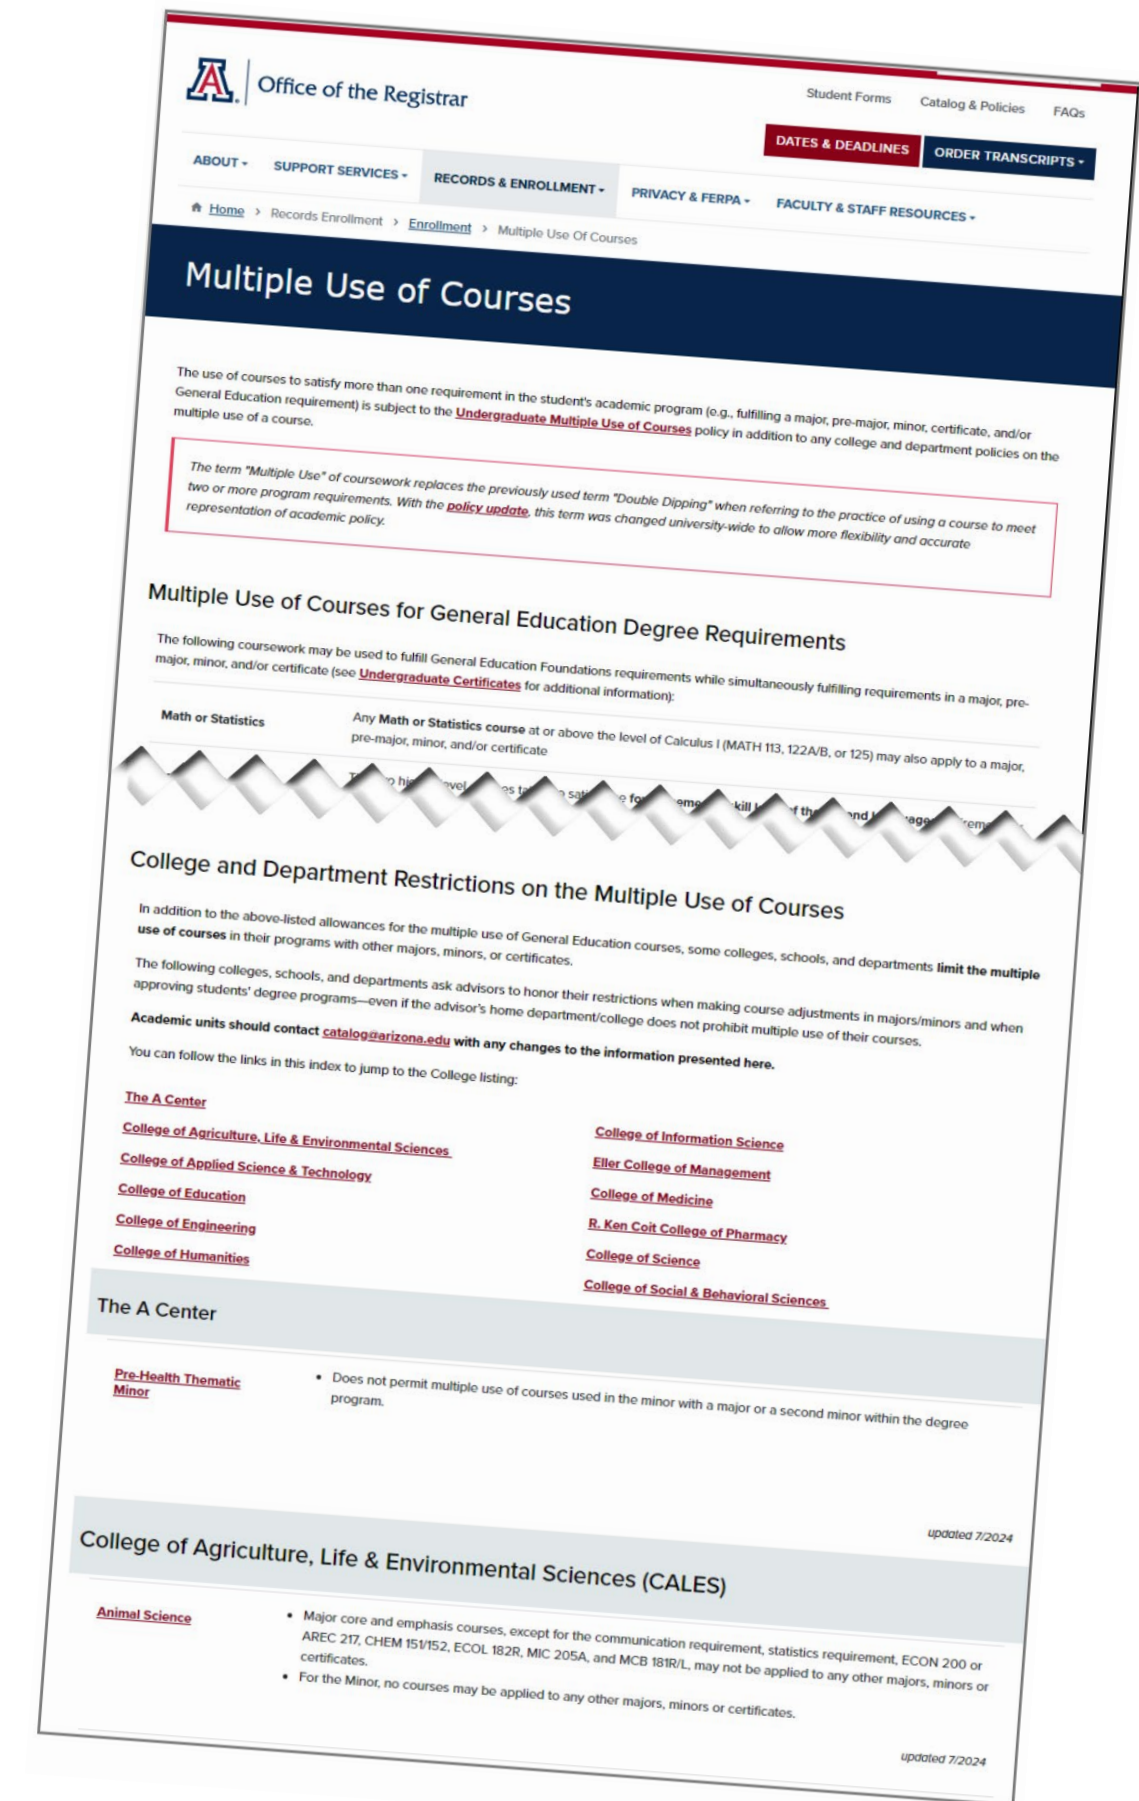 A
Office of the Registrar
Student Forms Catalog & Policies FAQs
DATES & DEADLINES ORDER TRANSCRIPTS
ABOUT SUPPORT SERVICES RECORDS & ENROLLMENT PRIVACY & FERPA FACULTY & STAFF RESOURCES
Home > Records Enrollment > Enrollment > Multiple Use Of Courses
Multiple Use of Courses
The use of courses to satisfy more than one requirement in the student's academic program (e.g., fulfilling a major, pre-major, minor, certificate, and/or
General Education requirement) is subject to the Undergraduate Multiple Use of Courses policy in addition to any college and department policies on the
multiple use of a course.
The term "Multiple Use" of coursework replaces the previously used term "Double Dipping" when referring to the practice of using a course to meet
two or more program requirements. With the policy update, this term was changed university-wide to allow more flexibility and accurate
representation of academic policy.
Multiple Use of Courses for General Education Degree Requirements
The following coursework may be used to fulfill General Education Foundations requirements while simultaneously fulfilling requirements in a major, pre-
major, minor, and/or certificate (see Undergraduate Certificates for additional information):
Math or Statistics
Any Math or Statistics course at or above the level of Calculus I (MATH 113, 122A/B, or 125) may also apply to a major,
pre-major, minor, and/or certificate
College and Department Restrictions on the Multiple Use of Courses
In addition to the above-listed allowances for the multiple use of General Education courses, some colleges, schools, and departments limit the multiple
use of courses in their programs with other majors, minors, or certificates.
The following colleges, schools, and departments ask advisors to honor their restrictions when making course adjustments in majors/minors and when
approving students' degree programs—even if the advisor's home department/college does not prohibit multiple use of their courses.
Academic units should contact catalog@arizona.edu with any changes to the information presented here.
You can follow the links in this index to jump to the College listing:
The A Center
College of Agriculture, Life & Environmental Sciences
College of Applied Science & Technology
College of Education
College of Engineering
College of Humanities
College of Information Science
Eller College of Management
College of Medicine
R. Ken Coit College of Pharmacy
College of Science
College of Social & Behavioral Sciences
The A Center
Pre-Health Thematic
Minor
• Does not permit multiple use of courses used in the minor with a major or a second minor within the degree
program.
updated 7/2024
College of Agriculture, Life & Environmental Sciences (CALES)
Animal Science
• Major core and emphasis courses, except for the communication requirement, statistics requirement, ECON 200 or
AREC 217, CHEM 151/152, ECOL 182R, MIC 205A, and MCB 181R/L, may not be applied to any other majors, minors or
certificates.
• For the Minor, no courses may be applied to any other majors, minors or certificates.
updated 7/2024